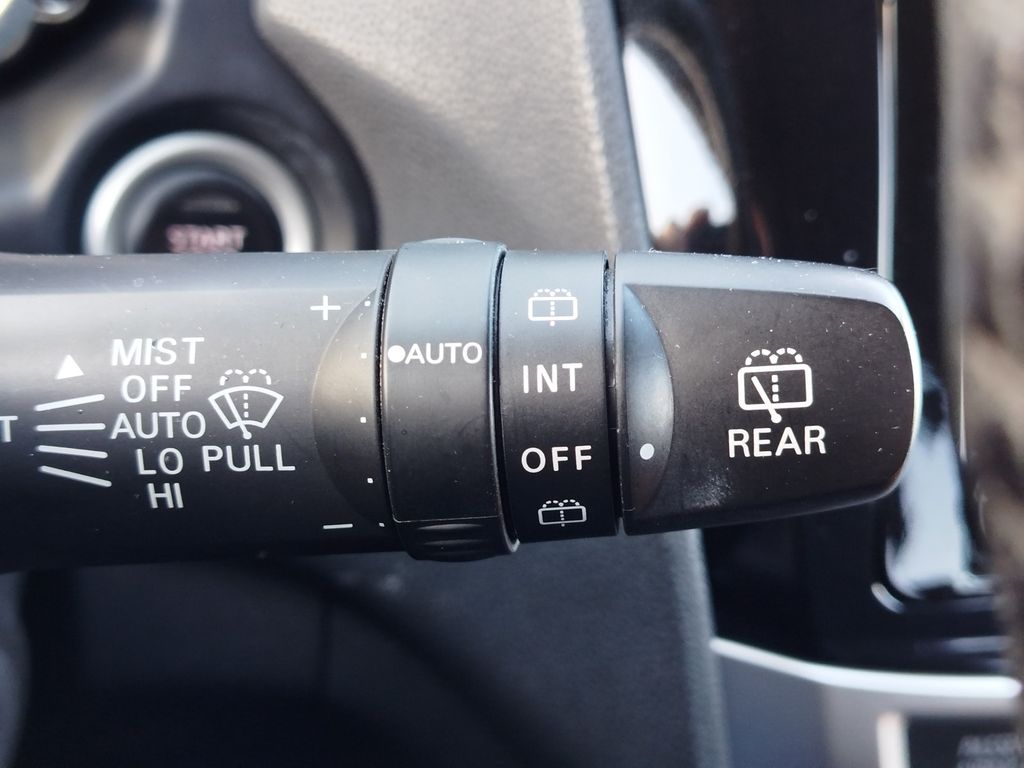 START
+
MIST
OFF
AUTO
T
LO PULL
HI
−
●AUTO
INT
OFF
REAR